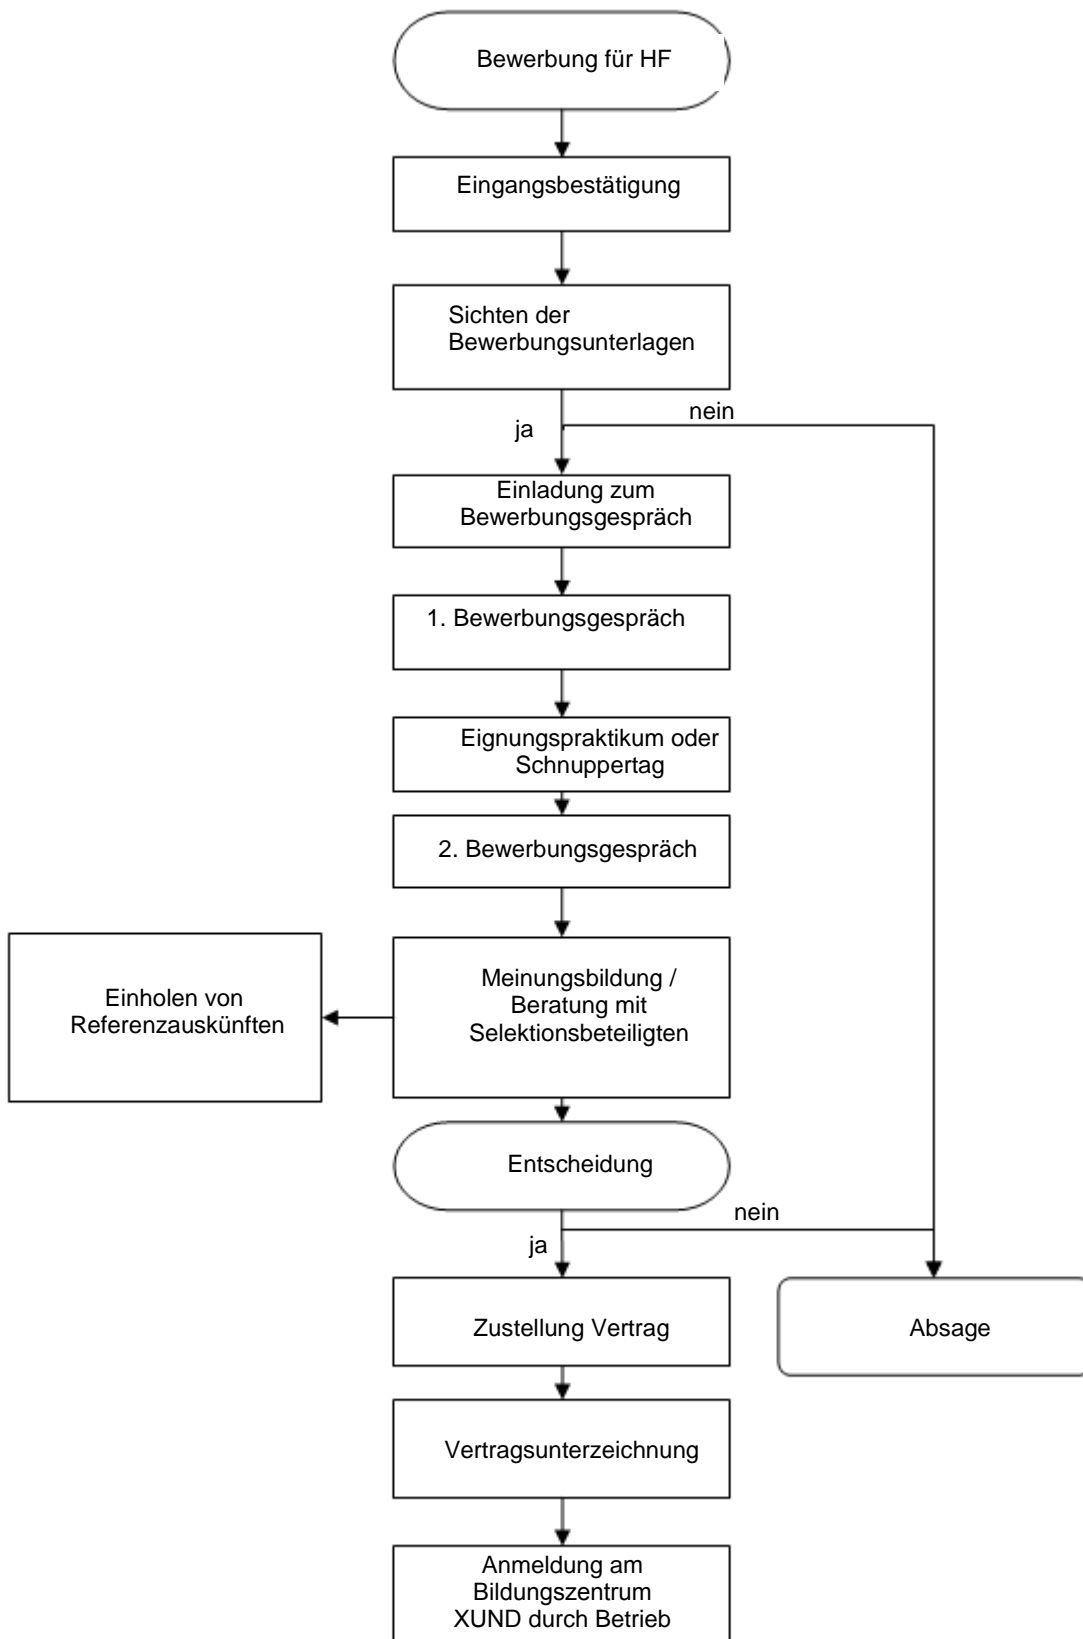 Bewerbung für HF
Eingangsbestätigung
Sichten der
Bewerbungsunterlagen
nein
ja
Einladung zum
Bewerbungsgespräch
1. Bewerbungsgespräch
Eignungspraktikum oder
Schnuppertag
2. Bewerbungsgespräch
Einholen von
Referenzauskünften
Meinungsbildung /
Beratung mit
Selektionsbeteiligten
Entscheidung
nein
ja
Zustellung Vertrag
Absage
Vertragsunterzeichnung
Anmeldung am
Bildungszentrum
XUND durch Betrieb